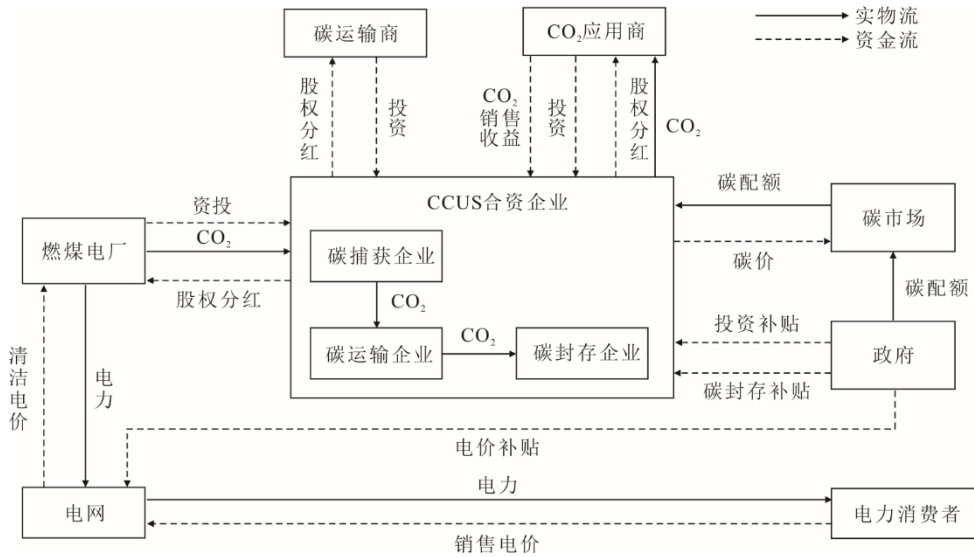 碳运输商
CO₂应用商
实物流
资金流
股权分红
投资
CO₂
销售
收益
投资
股权分红
CO₂
CCUS合资企业
碳配额
碳市场
碳价
资投
燃煤电厂
CO₂
股权分红
碳捕获企业
CO₂
碳运输企业
CO₂
碳封存企业
碳配额
投资补贴
政府
碳封存补贴
清洁电价
电力
电价补贴
电网
电力
电力消费者
销售电价